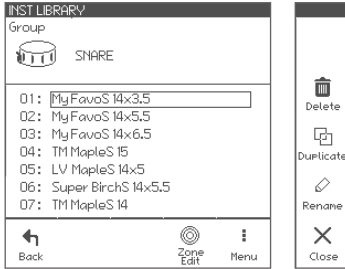 INST LIBRARY
Group
SNARE
01: MyFavoS 14x3.5
02: MyFavoS 14x5.5
03: MyFavoS 14x6.5
04: TM MapleS 15
05: LV MapleS 14x5
06: Super BirchS 14x5.5
07: TM MapleS 14
Back
Zone
Edit
Menu
Delete
Duplicate
Rename
Close